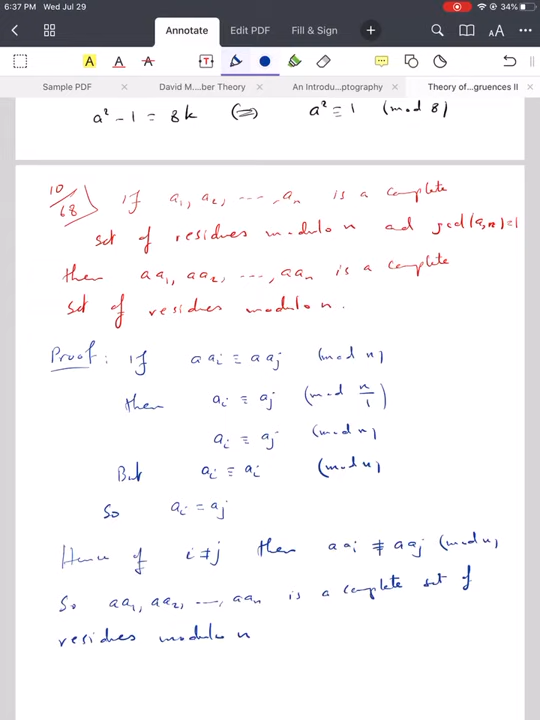 6:37 PM Wed Jul 29
34%
Annotate Edit PDF Fill & Sign
AA
A A A T
Sample PDF David M....ber Theory An Introdu...ptography Theory of...gruences II
a² - 1 = 8k ⟺ a² ≡ 1 (mod 8)
10/68 If a₁, a₂, ---, aₙ is a complete
set of residues modulo n and gcd(a,n)=1
then aa₁, aa₂, ---, aaₙ is a complete
set of residues modulo n.
Proof: If aaᵢ ≡ aaⱼ (mod n)
then aᵢ ≡ aⱼ (mod n/1)
aᵢ ≡ aⱼ (mod n)
But aᵢ ≡ aᵢ (mod n)
So aᵢ = aⱼ
Hence if i ≠ j then aaᵢ ≢ aaⱼ (mod n)
So aa₁, aa₂, ---, aaₙ is a complete set of
residues modulo n